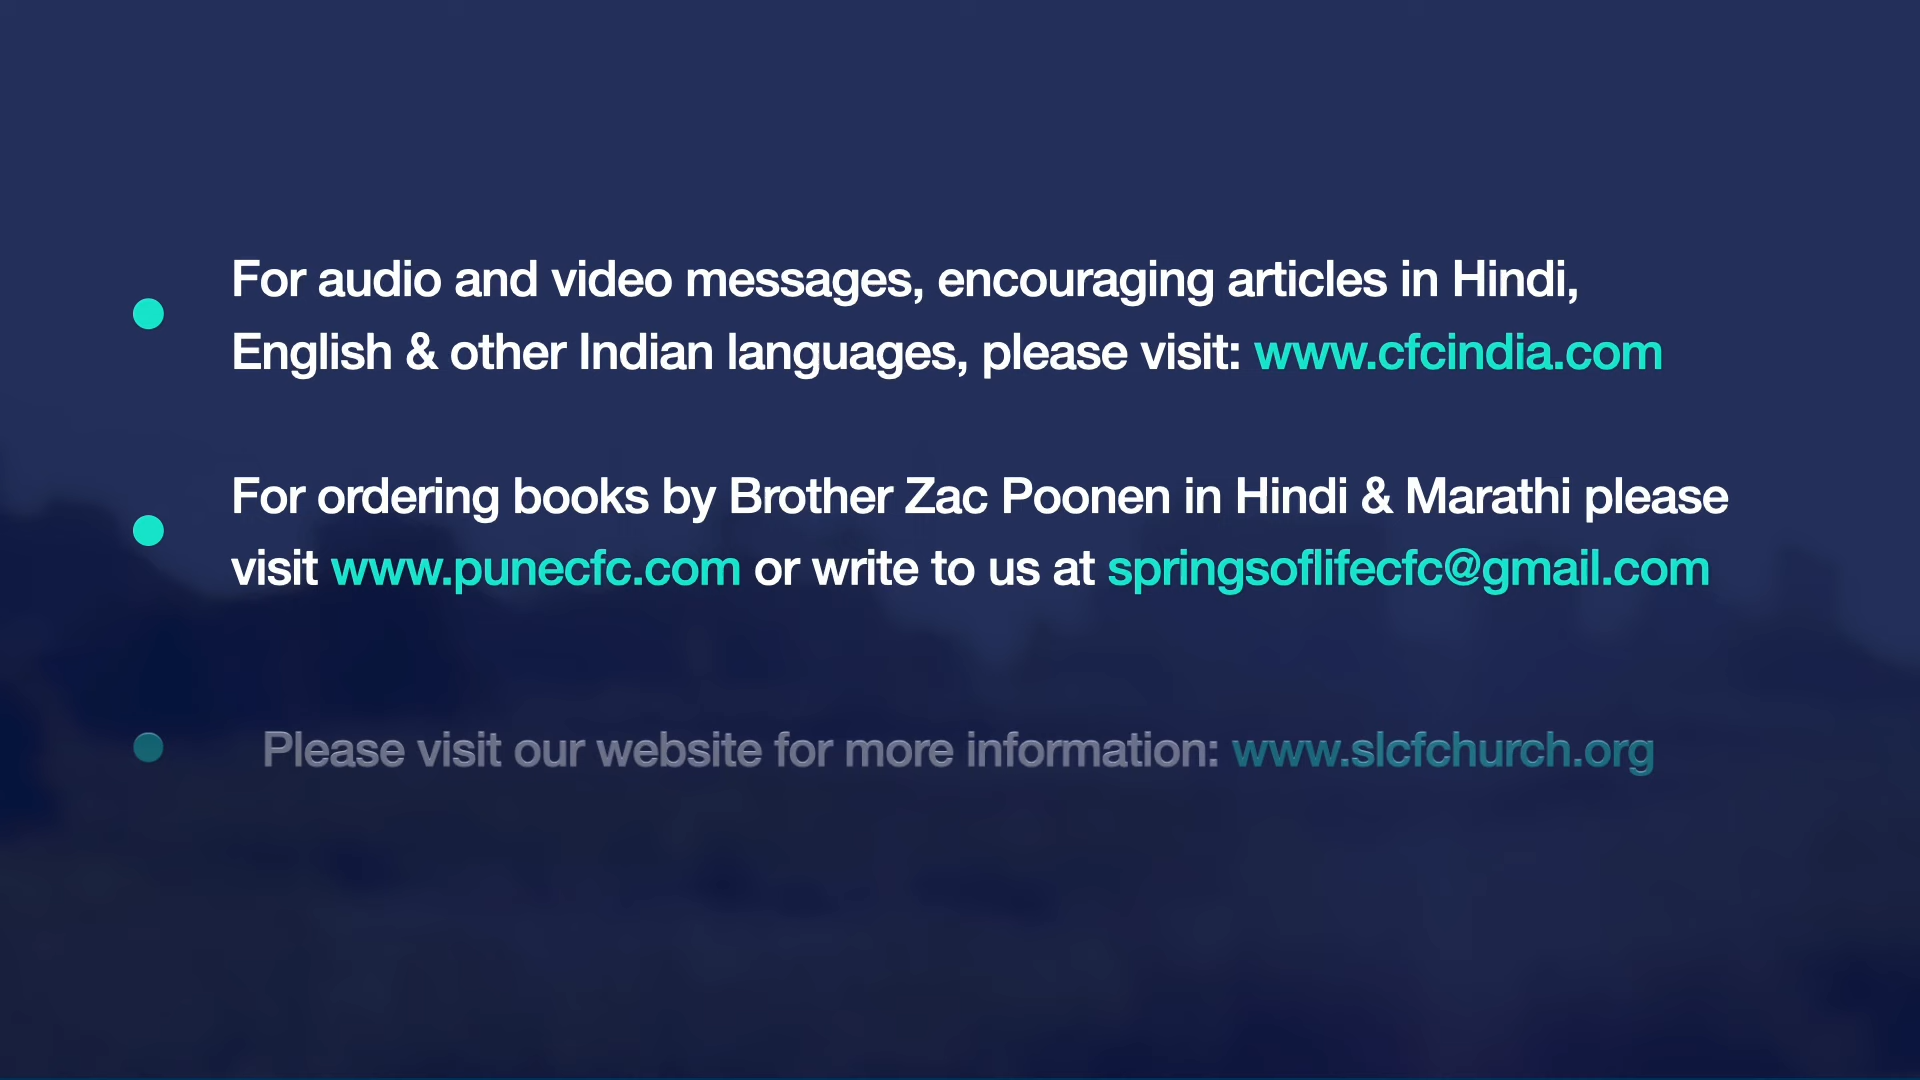 For audio and video messages, encouraging articles in Hindi,
English & other Indian languages, please visit: www.cfcindia.com
For ordering books by Brother Zac Poonen in Hindi & Marathi please
visit www.punecfc.com or write to us at springsoflifecfc@gmail.com
Please visit our website for more information: www.slcfchurch.org